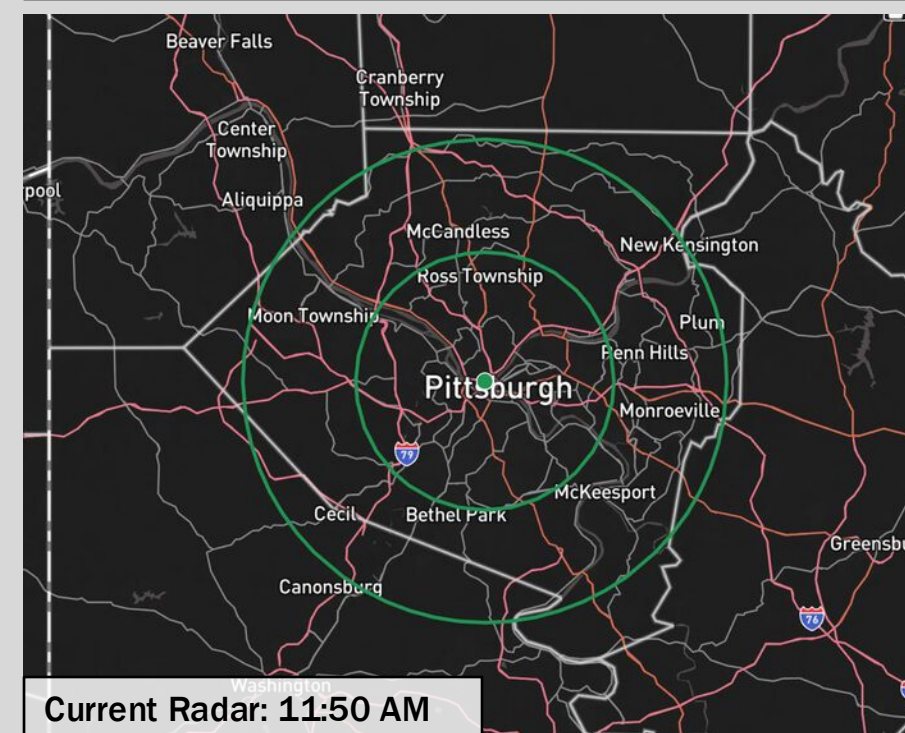 Beaver Falls
Cranberry
Township
Center
Township
pool
Aliquippa
McCandless
New Kensington
Ross Township
Moon Township
Plum
Penn Hills
Pittsburgh
Monroeville
79
McKeesport
Cecil
Bethel Park
Greensbu
Canonsburg
76
Washington
Current Radar: 11:50 AM